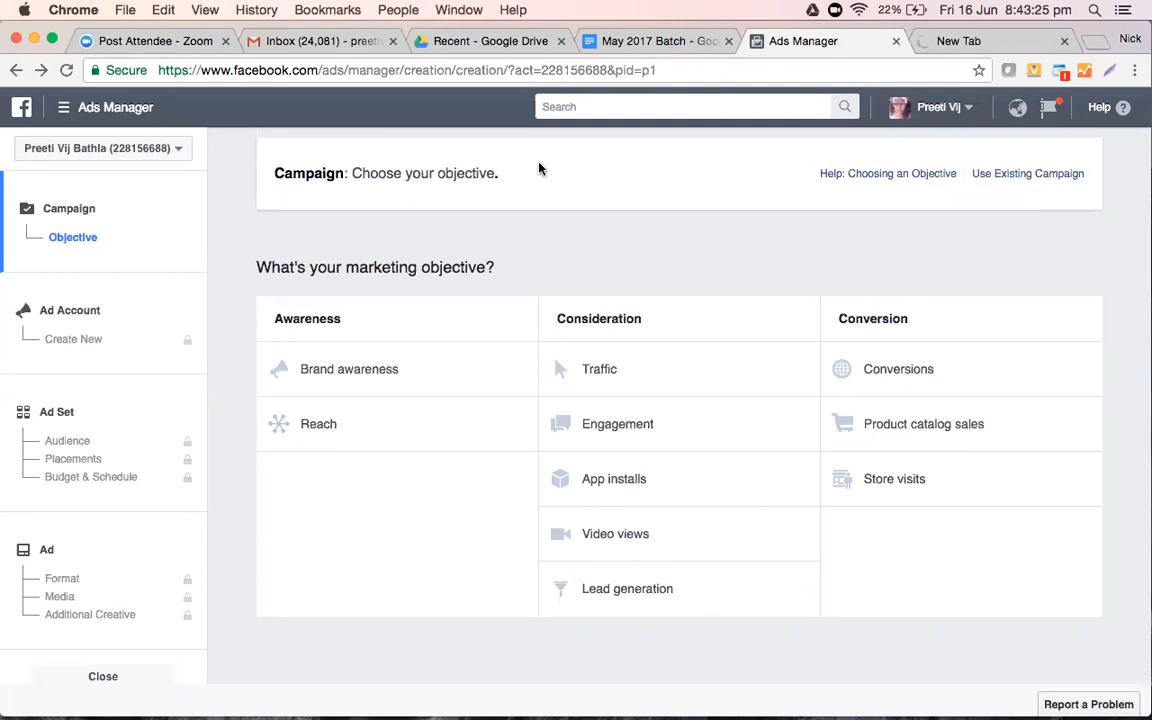 Chrome File Edit View History Bookmarks People Window Help 22% Fri 16 Jun 8:43:25 pm
Post Attendee - Zoom Inbox (24,081) - preeti Recent - Google Drive May 2017 Batch - Goo Ads Manager New Tab Nick
Secure https://www.facebook.com/ads/manager/creation/creation/?act=228156688&pid=p1
Ads Manager Search Preeti Vij Help
Preeti Vij Bathla (228156688)
Campaign: Choose your objective. Help: Choosing an Objective Use Existing Campaign
Campaign
Objective
What's your marketing objective?
Ad Account
Create New
Awareness Consideration Conversion
Brand awareness Traffic Conversions
Reach Engagement Product catalog sales
App installs Store visits
Video views
Lead generation
Ad Set
Audience
Placements
Budget & Schedule
Ad
Format
Media
Additional Creative
Close
Report a Problem